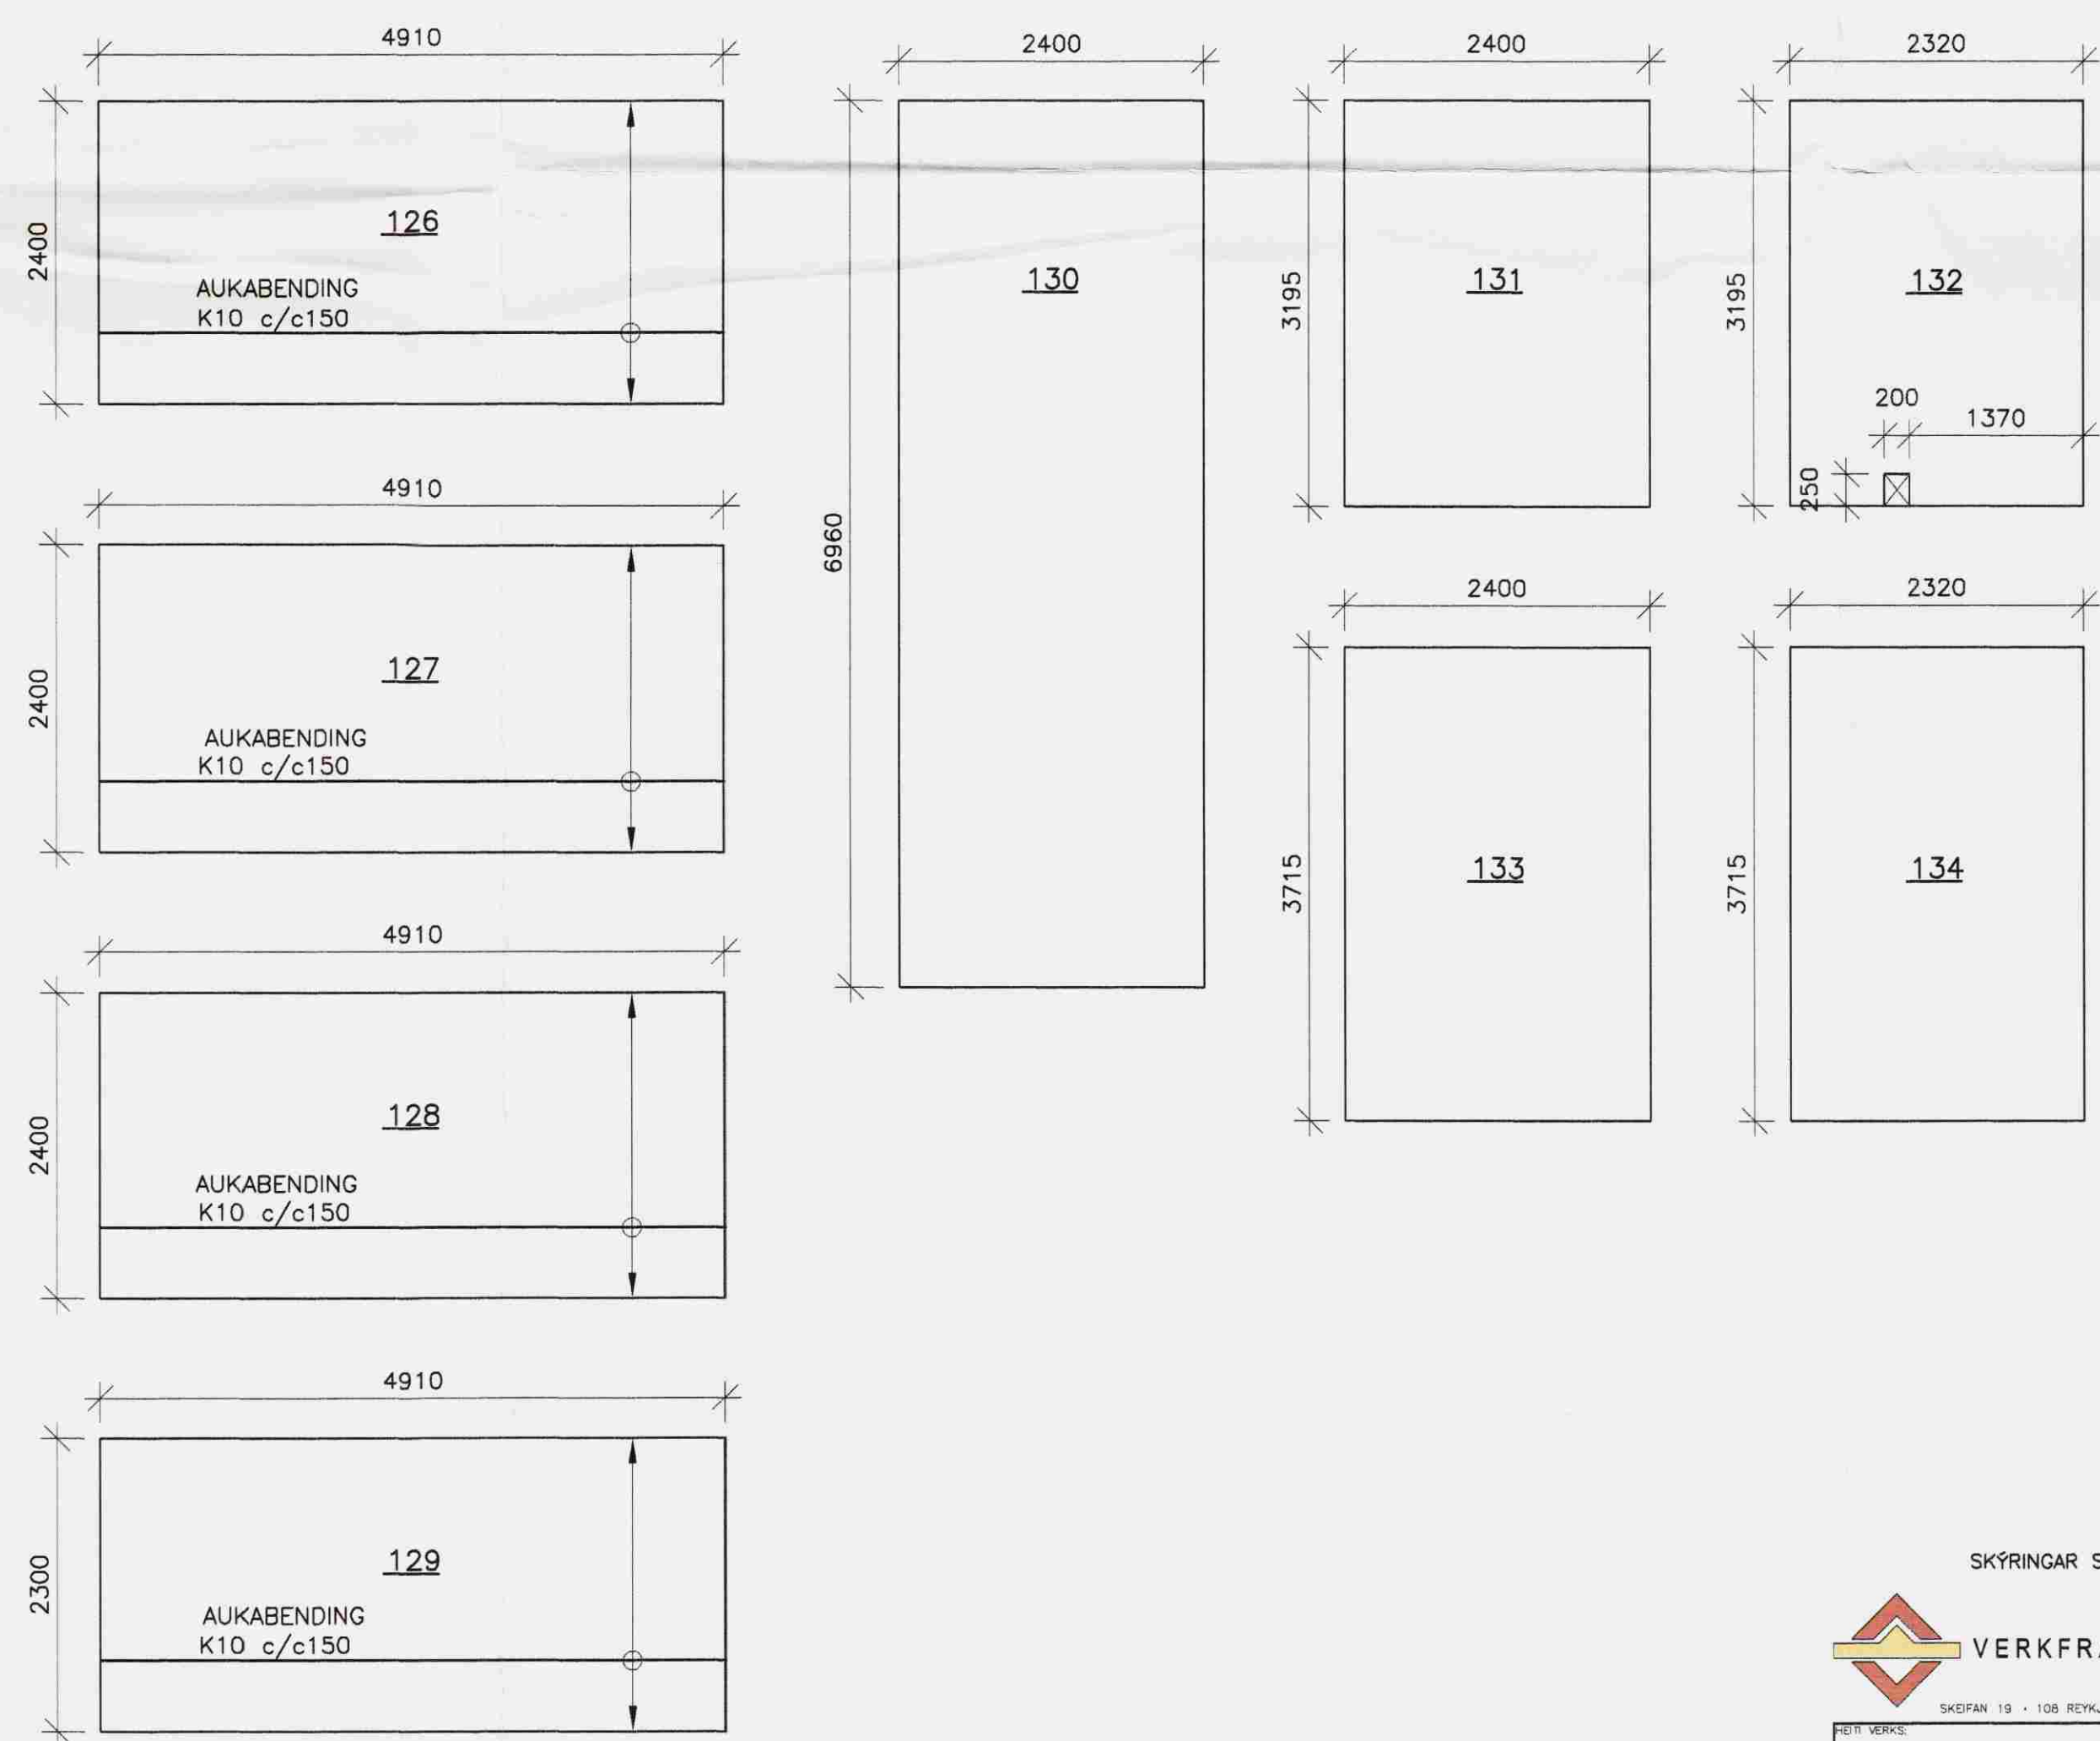 4910
2400
126
AUKABENDING
K10 c/c150
4910
2400
127
AUKABENDING
K10 c/c150
4910
2400
128
AUKABENDING
K10 c/c150
4910
2300
129
AUKABENDING
K10 c/c150
2400
6960
130
2400
3195
131
2320
3195
132
200
1370
250
2400
3715
133
2320
3715
134
SKÝRINGAR S
VERKFRA
SKEIFAN 19 • 108 REYKJ
HEITI VERKS: